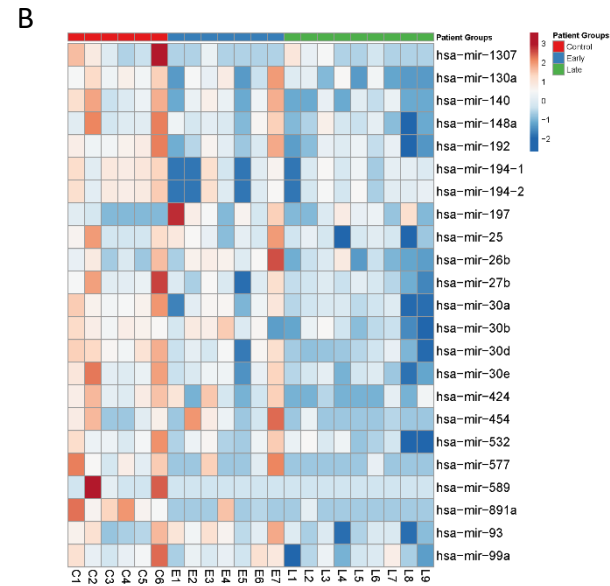 B
Patient Groups
3
2
1
0
−1
−2
Patient Groups
Control
Early
Late
hsa−mir−1307
hsa−mir−130a
hsa−mir−140
hsa−mir−148a
hsa−mir−192
hsa−mir−194−1
hsa−mir−194−2
hsa−mir−197
hsa−mir−25
hsa−mir−26b
hsa−mir−27b
hsa−mir−30a
hsa−mir−30b
hsa−mir−30d
hsa−mir−30e
hsa−mir−424
hsa−mir−454
hsa−mir−532
hsa−mir−577
hsa−mir−589
hsa−mir−891a
hsa−mir−93
hsa−mir−99a
C1 C2 C3 C4 C5 C6 E1 E2 E3 E4 E5 E6 E7 L1 L2 L3 L4 L5 L6 L7 L8 L9